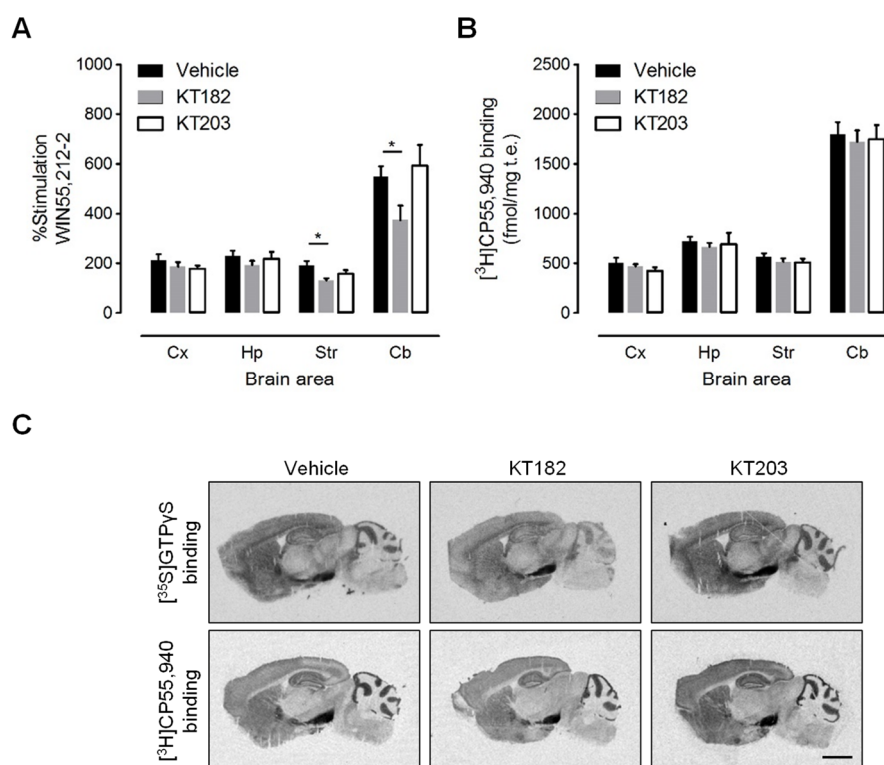 A
1000
800
600
400
200
0
%Stimulation
WIN55,212-2
Vehicle
KT182
KT203
*
*
Cx Hp Str Cb
Brain area
B
2500
2000
1500
1000
500
0
[³H]CP55,940 binding
(fmol/mg t.e.)
Vehicle
KT182
KT203
Cx Hp Str Cb
Brain area
C
Vehicle KT182 KT203
[³⁵S]GTPγS
binding
[³H]CP55,940
binding